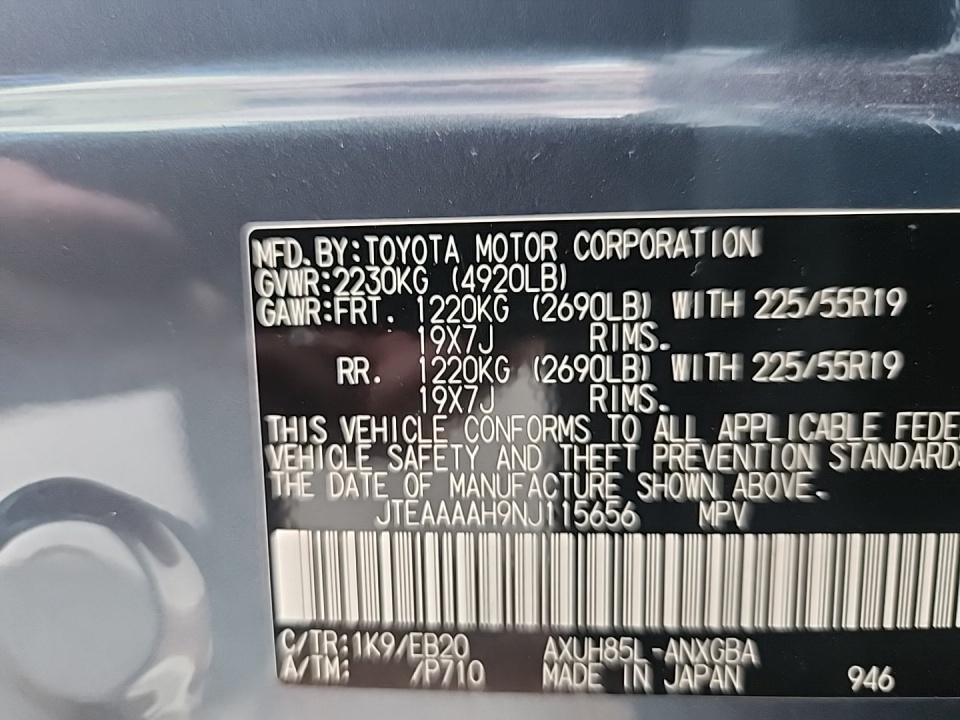 MFD. BY: TOYOTA MOTOR CORPORATION
GVWR: 2230KG (4920LB)
GAWR: FRT. 1220KG (2690LB) WITH 225/55R19
19X7J RIMS.
RR. 1220KG (2690LB) WITH 225/55R19
19X7J RIMS.
THIS VEHICLE CONFORMS TO ALL APPLICABLE FEDE
VEHICLE SAFETY AND THEFT PREVENTION STANDARDS
THE DATE OF MANUFACTURE SHOWN ABOVE.
JTEAAAAH9NJ115656 MPV
C/TR: 1K9/EB20 AXUH85L-ANXGBA
A/TM: /P710 MADE IN JAPAN 946